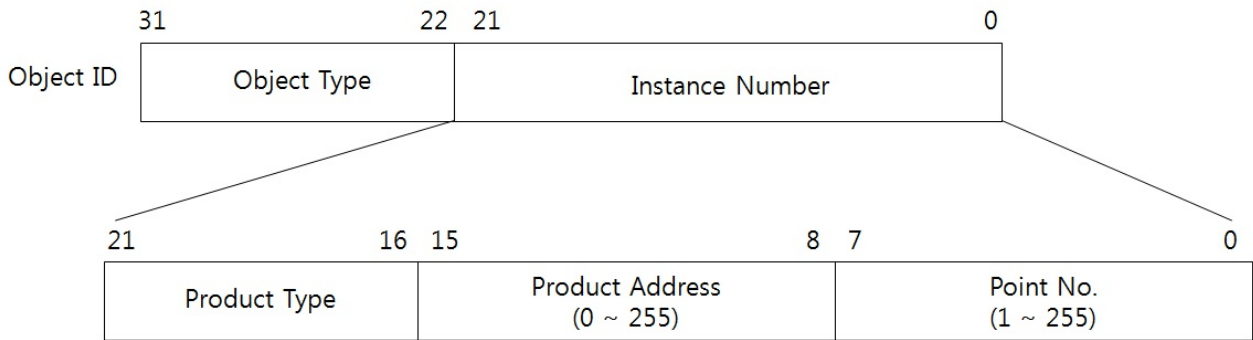 31 22 21 0
Object ID Object Type Instance Number
21 16 15 8 7 0
Product Type Product Address Point No.
(0 ~ 255) (1 ~ 255)